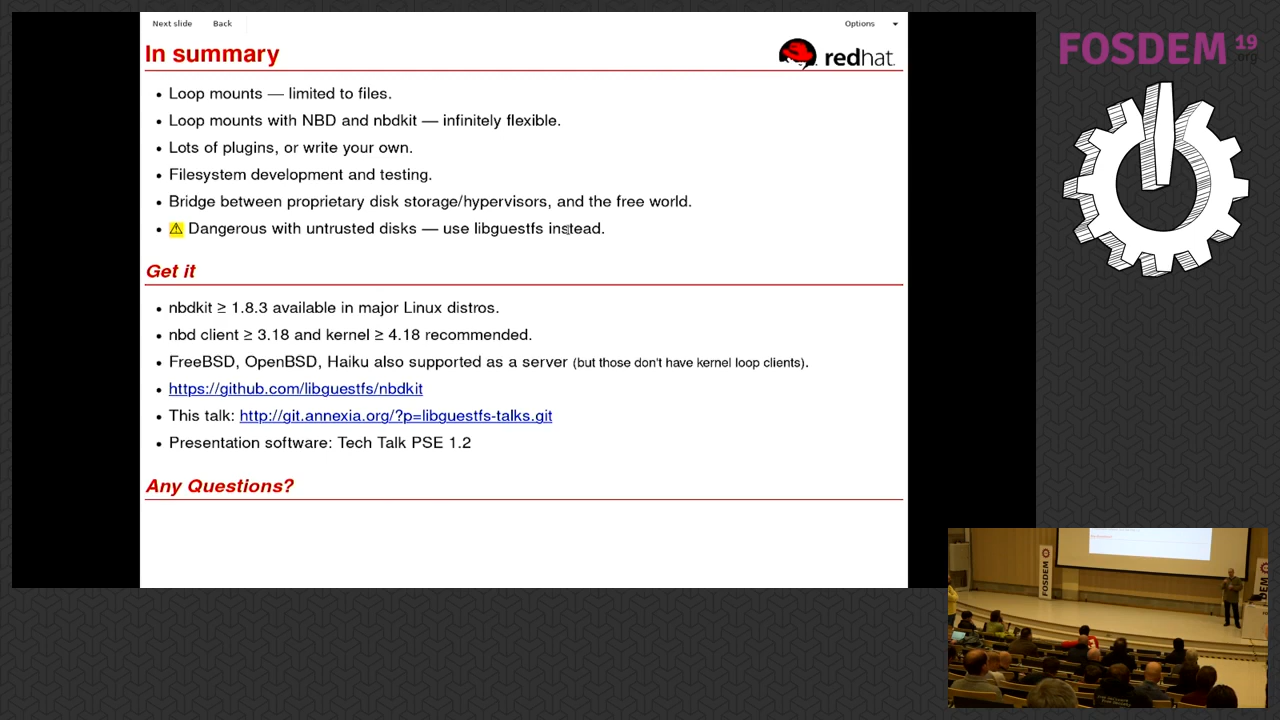 Next slide Back Options
In summary
redhat.
Loop mounts — limited to files.
Loop mounts with NBD and nbdkit — infinitely flexible.
Lots of plugins, or write your own.
Filesystem development and testing.
Bridge between proprietary disk storage/hypervisors, and the free world.
⚠ Dangerous with untrusted disks — use libguestfs instead.
Get it
nbdkit ≥ 1.8.3 available in major Linux distros.
nbd client ≥ 3.18 and kernel ≥ 4.18 recommended.
FreeBSD, OpenBSD, Haiku also supported as a server (but those don't have kernel loop clients).
https://github.com/libguestfs/nbdkit
This talk: http://git.annexia.org/?p=libguestfs-talks.git
Presentation software: Tech Talk PSE 1.2
Any Questions?
FOSDEM 19
.org
FOSDEM